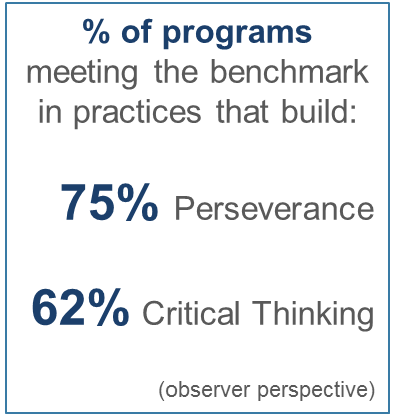 % of programs
meeting the benchmark
in practices that build:
75% Perseverance
62% Critical Thinking
(observer perspective)